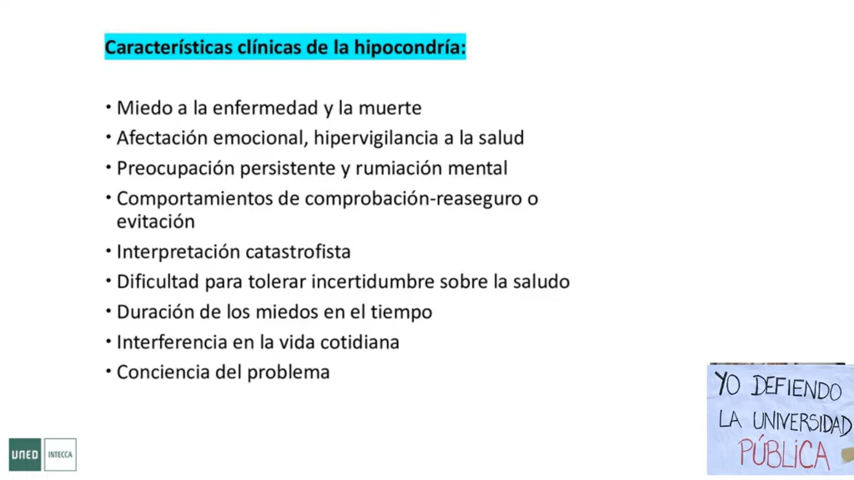 Características clínicas de la hipocondría:
• Miedo a la enfermedad y la muerte
• Afectación emocional, hipervigilancia a la salud
• Preocupación persistente y rumiación mental
• Comportamientos de comprobación-reaseguro o
evitación
• Interpretación catastrofista
• Dificultad para tolerar incertidumbre sobre la saludo
• Duración de los miedos en el tiempo
• Interferencia en la vida cotidiana
• Conciencia del problema
YO DEFIENDO
LA UNIVERSIDAD
PÚBLICA
UNED INTECCA